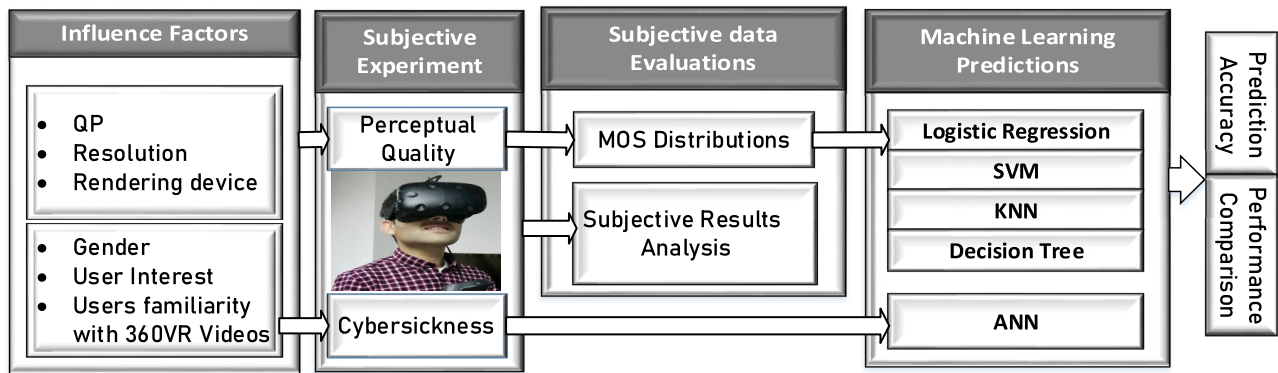 Influence Factors
• QP
• Resolution
• Rendering device
• Gender
• User Interest
• Users familiarity
with 360VR Videos
Subjective
Experiment
Perceptual
Quality
Cybersickness
Subjective data
Evaluations
MOS Distributions
Subjective Results
Analysis
Machine Learning
Predictions
Logistic Regression
SVM
KNN
Decision Tree
ANN
Prediction
Accuracy
Performance
Comparison